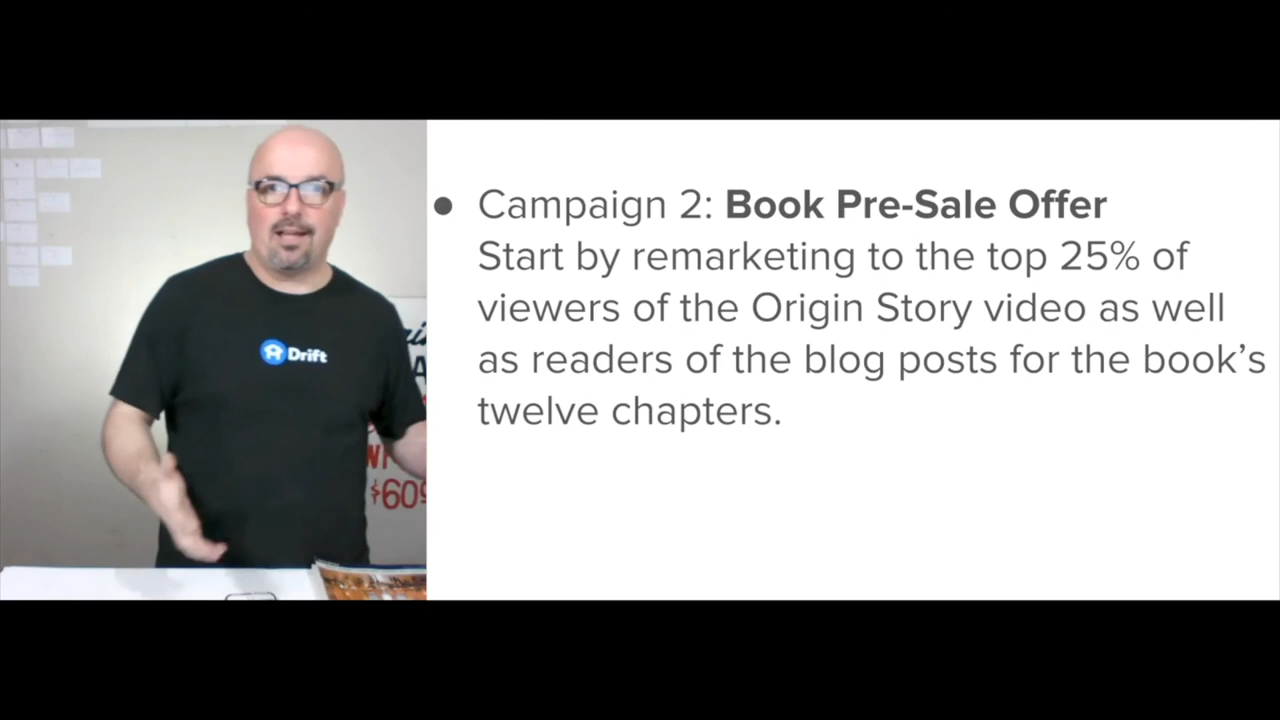 Drift
● Campaign 2: Book Pre-Sale Offer
Start by remarketing to the top 25% of
viewers of the Origin Story video as well
as readers of the blog posts for the book’s
twelve chapters.